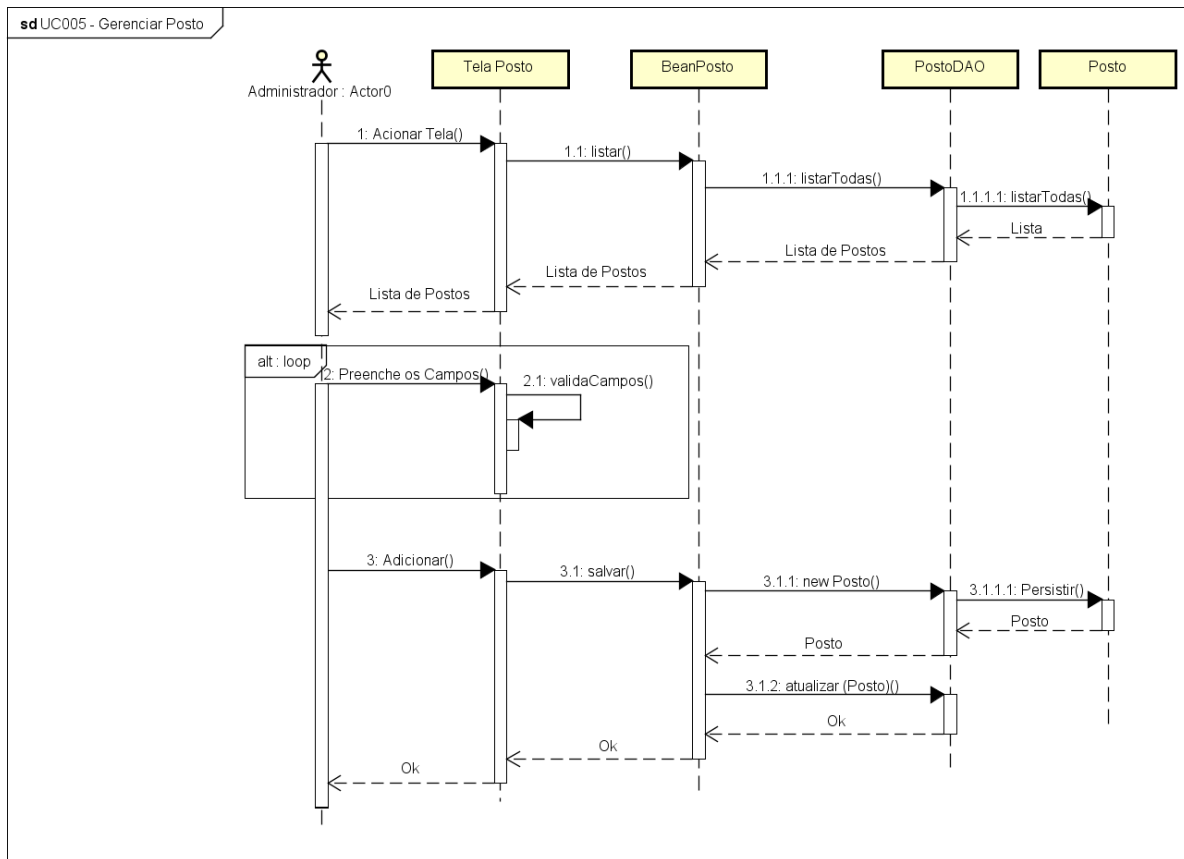 sd UC005 - Gerenciar Posto
Administrador : Actor0
Tela Posto
BeanPosto
PostoDAO
Posto
1: Acionar Tela()
1.1: listar()
1.1.1: listarTodas()
1.1.1.1: listarTodas()
Lista
Lista de Postos
Lista de Postos
Lista de Postos
alt : loop
2: Preenche os Campos()
2.1: validaCampos()
3: Adicionar()
3.1: salvar()
3.1.1: new Posto()
3.1.1.1: Persistir()
Posto
Posto
3.1.2: atualizar (Posto)()
Ok
Ok
Ok